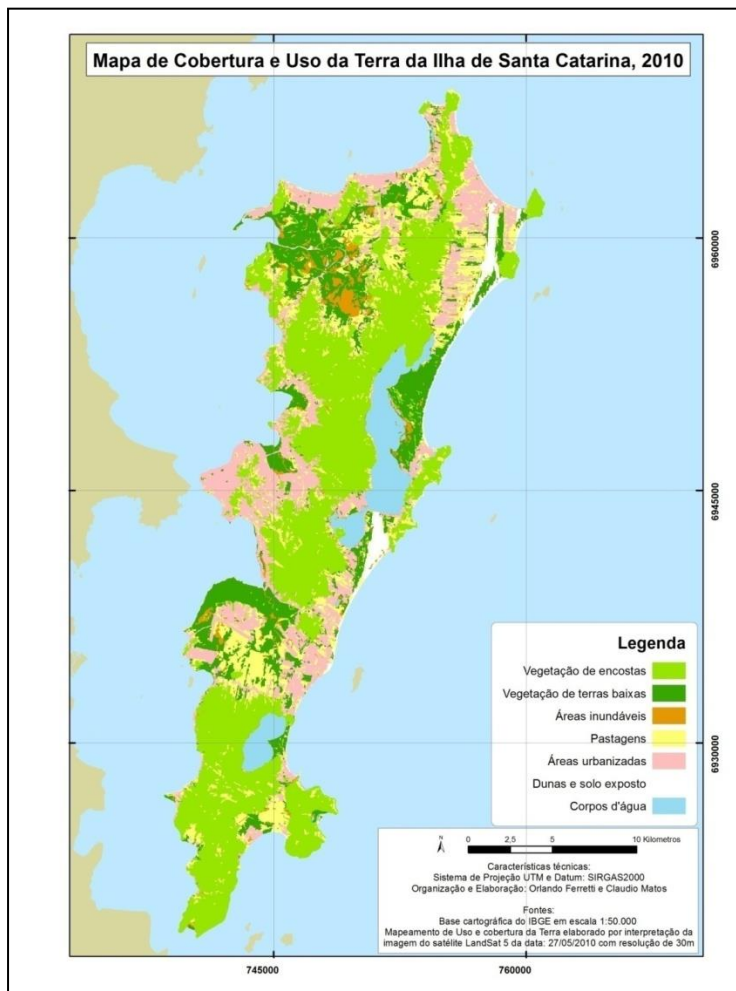 Mapa de Cobertura e Uso da Terra da Ilha de Santa Catarina, 2010
6960000
6945000
6930000
Legenda
Vegetação de encostas
Vegetação de terras baixas
Áreas inundáveis
Pastagens
Áreas urbanizadas
Dunas e solo exposto
Corpos d'água
N
0 2,5 5 10 Kilometros
Características técnicas:
Sistema de Projeção UTM e Datum: SIRGAS2000
Organização e Elaboração: Orlando Ferretti e Claudio Matos
Fontes:
Base cartográfica do IBGE em escala 1:50.000
Mapeamento de Uso e cobertura da Terra elaborado por interpretação da
imagem do satélite LandSat 5 da data: 27/05/2010 com resolução de 30m
745000
760000